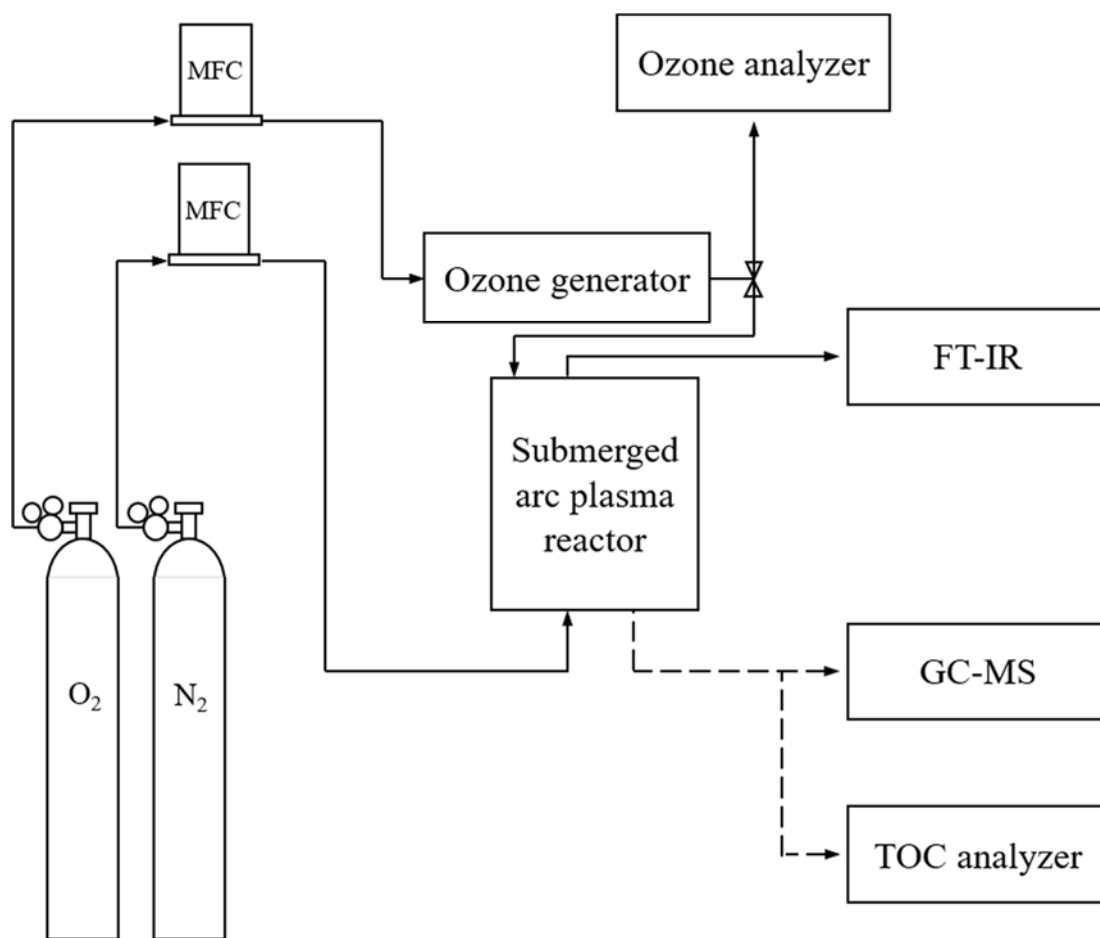 MFC
Ozone analyzer
MFC
Ozone generator
FT-IR
Submerged
arc plasma
reactor
O₂
N₂
GC-MS
TOC analyzer